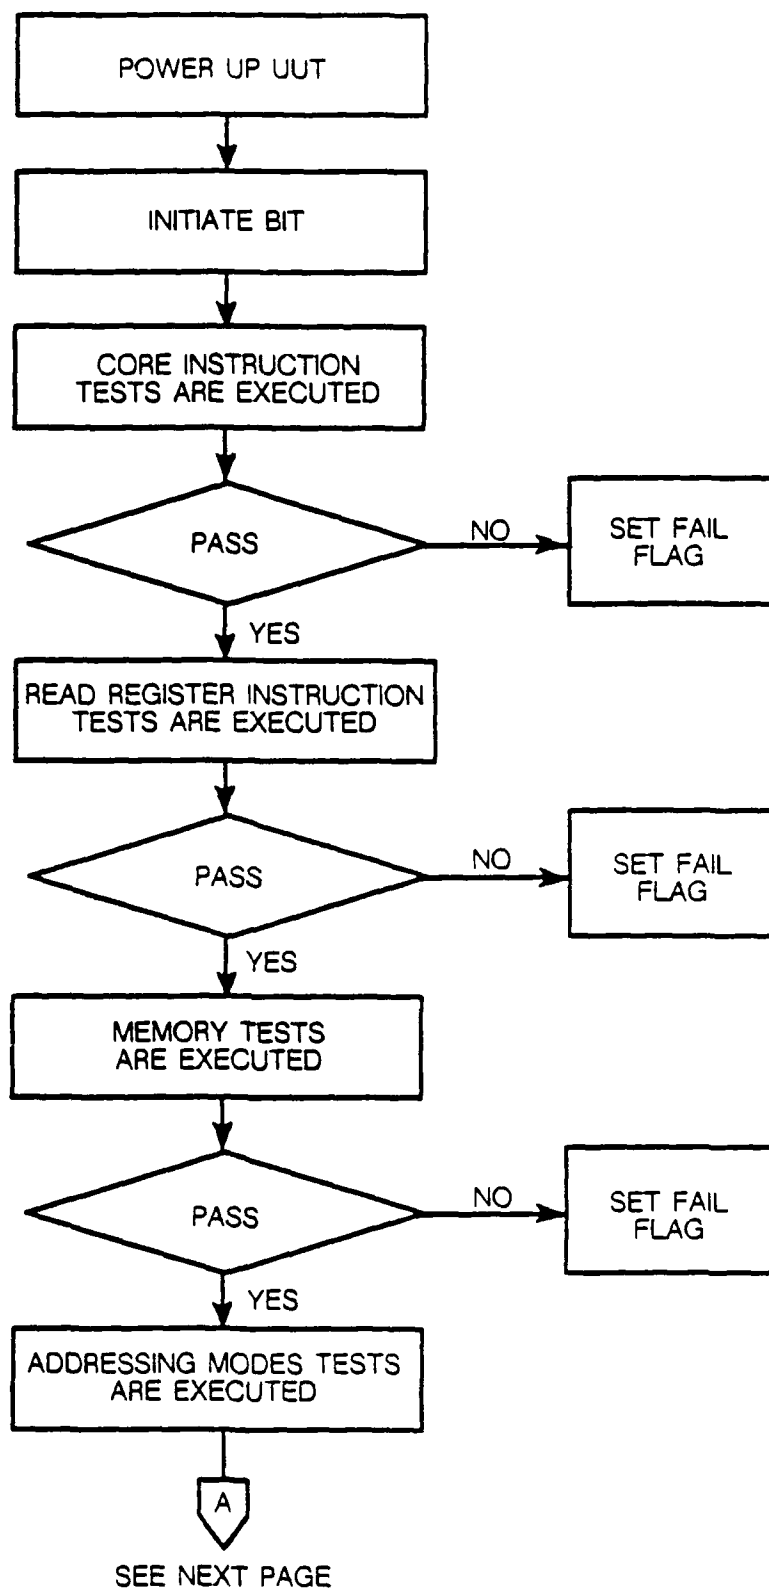 POWER UP UUT
INITIATE BIT
CORE INSTRUCTION
TESTS ARE EXECUTED
PASS
NO
SET FAIL
FLAG
YES
READ REGISTER INSTRUCTION
TESTS ARE EXECUTED
PASS
NO
SET FAIL
FLAG
YES
MEMORY TESTS
ARE EXECUTED
PASS
NO
SET FAIL
FLAG
YES
ADDRESSING MODES TESTS
ARE EXECUTED
A
SEE NEXT PAGE